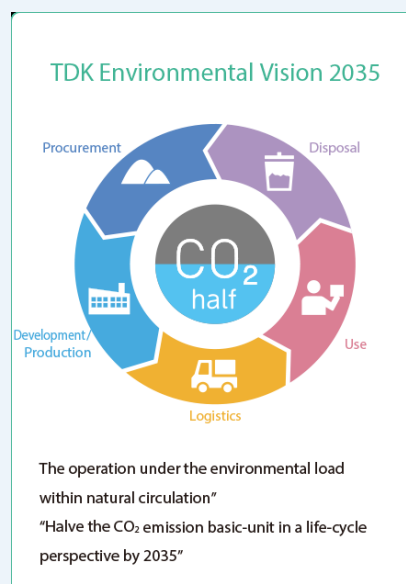 TDK Environmental Vision 2035
Procurement
Disposal
CO₂
half
Development/
Production
Use
Logistics
The operation under the environmental load
within natural circulation”
“Halve the CO₂ emission basic-unit in a life-cycle
perspective by 2035”